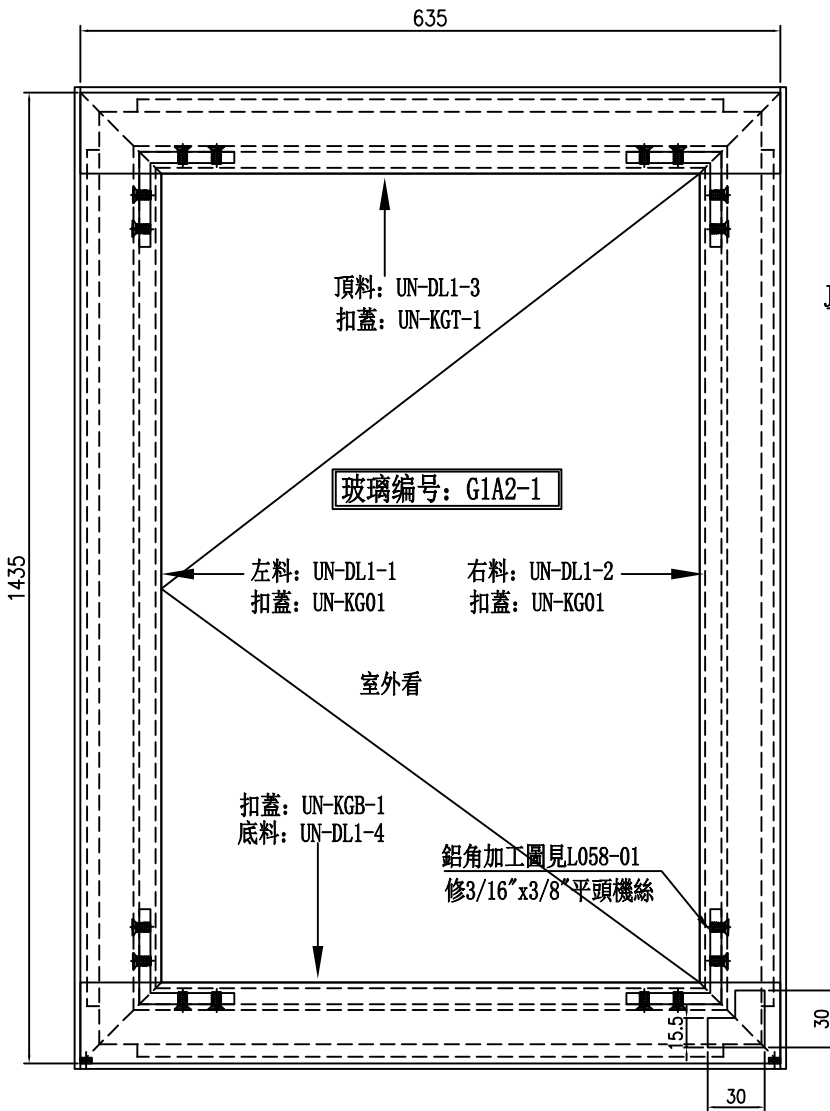 635
頂料: UN-DL1-3
扣蓋: UN-KGT-1
玻璃编号: G1A2-1
1435
左料: UN-DL1-1
扣蓋: UN-KG01
右料: UN-DL1-2
扣蓋: UN-KG01
室外看
扣蓋: UN-KGB-1
底料: UN-DL1-4
鋁角加工圖見L058-01
修3/16"x3/8"平頭機絲
15.5
30
30